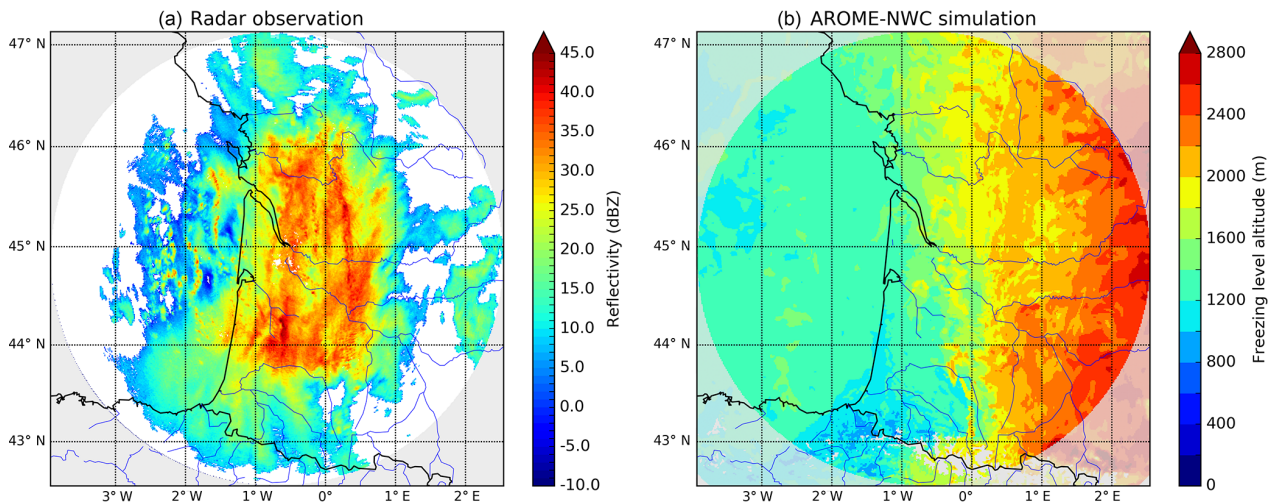 (a) Radar observation
47° N
46° N
45° N
44° N
43° N
3 W
2 W
1 W
0°
1 E
2 E
45.0
40.0
35.0
30.0
25.0
20.0
15.0
10.0
5.0
0.0
-5.0
-10.0
Reflectivity (dBZ)
(b) AROME-NWC simulation
47° N
46° N
45° N
44° N
43° N
3 W
2 W
1 W
0°
1 E
2 E
2800
2400
2000
1600
1200
800
400
0
Freezing level altitude (m)